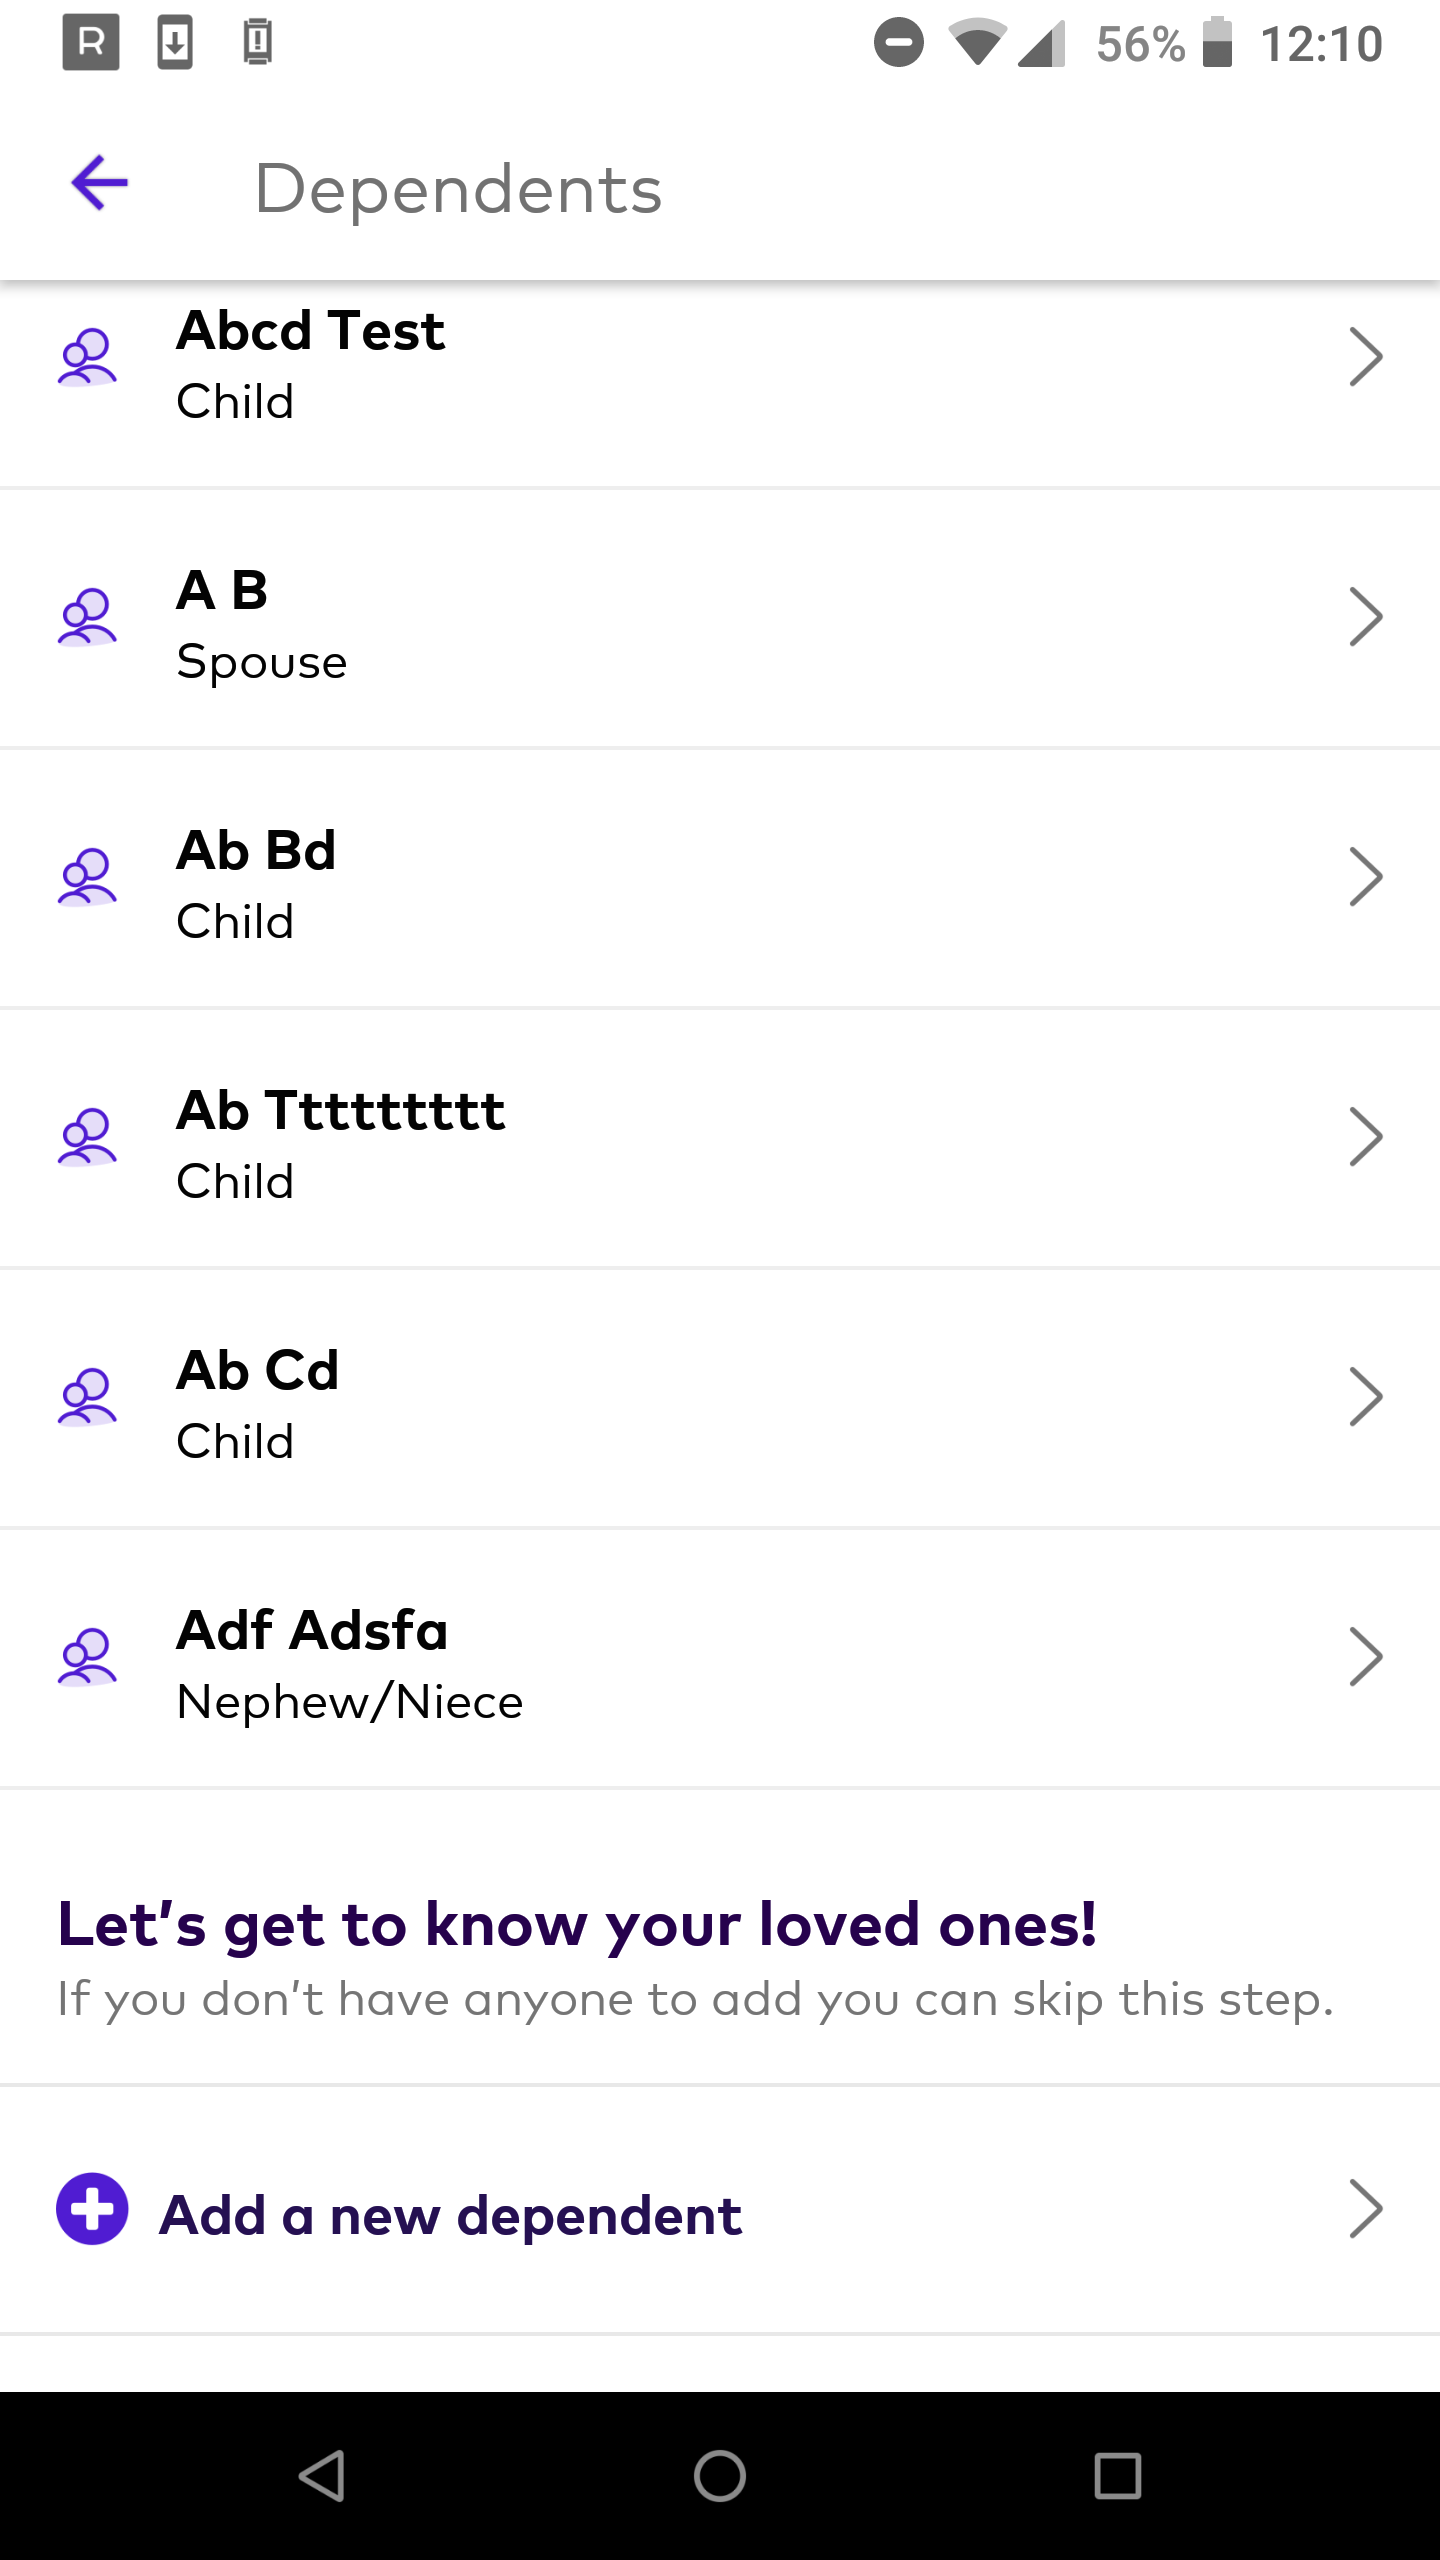 R
56% 12:10
Dependents
Abcd Test
Child
A B
Spouse
Ab Bd
Child
Ab Tttttttttt
Child
Ab Cd
Child
Adf Adsfa
Nephew/Niece
Let’s get to know your loved ones!
If you don’t have anyone to add you can skip this step.
Add a new dependent